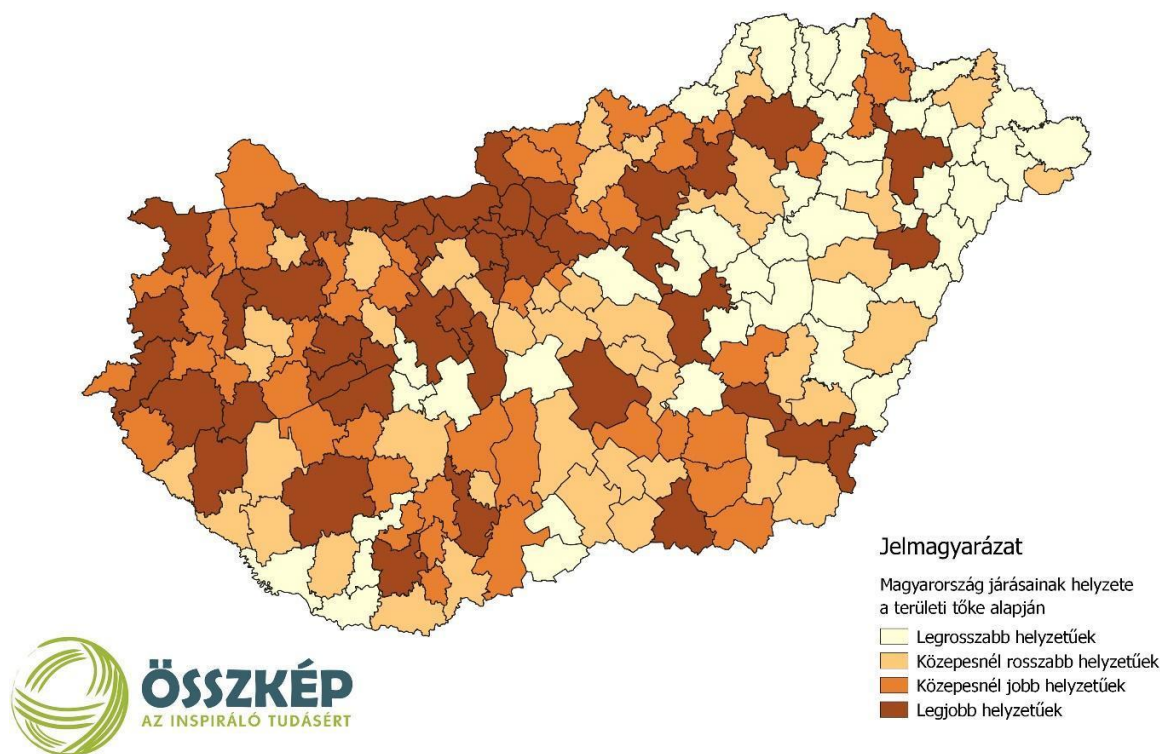 Jelmagyarázat
Magyarország járásainak helyzete
a területi tőke alapján
Legrosszabb helyzetűek
Közepesnél rosszabb helyzetűek
Közepesnél jobb helyzetűek
Legjobb helyzetűek
ÖSSZKÉP
AZ INSPIRÁLÓ TUDÁSÉRT